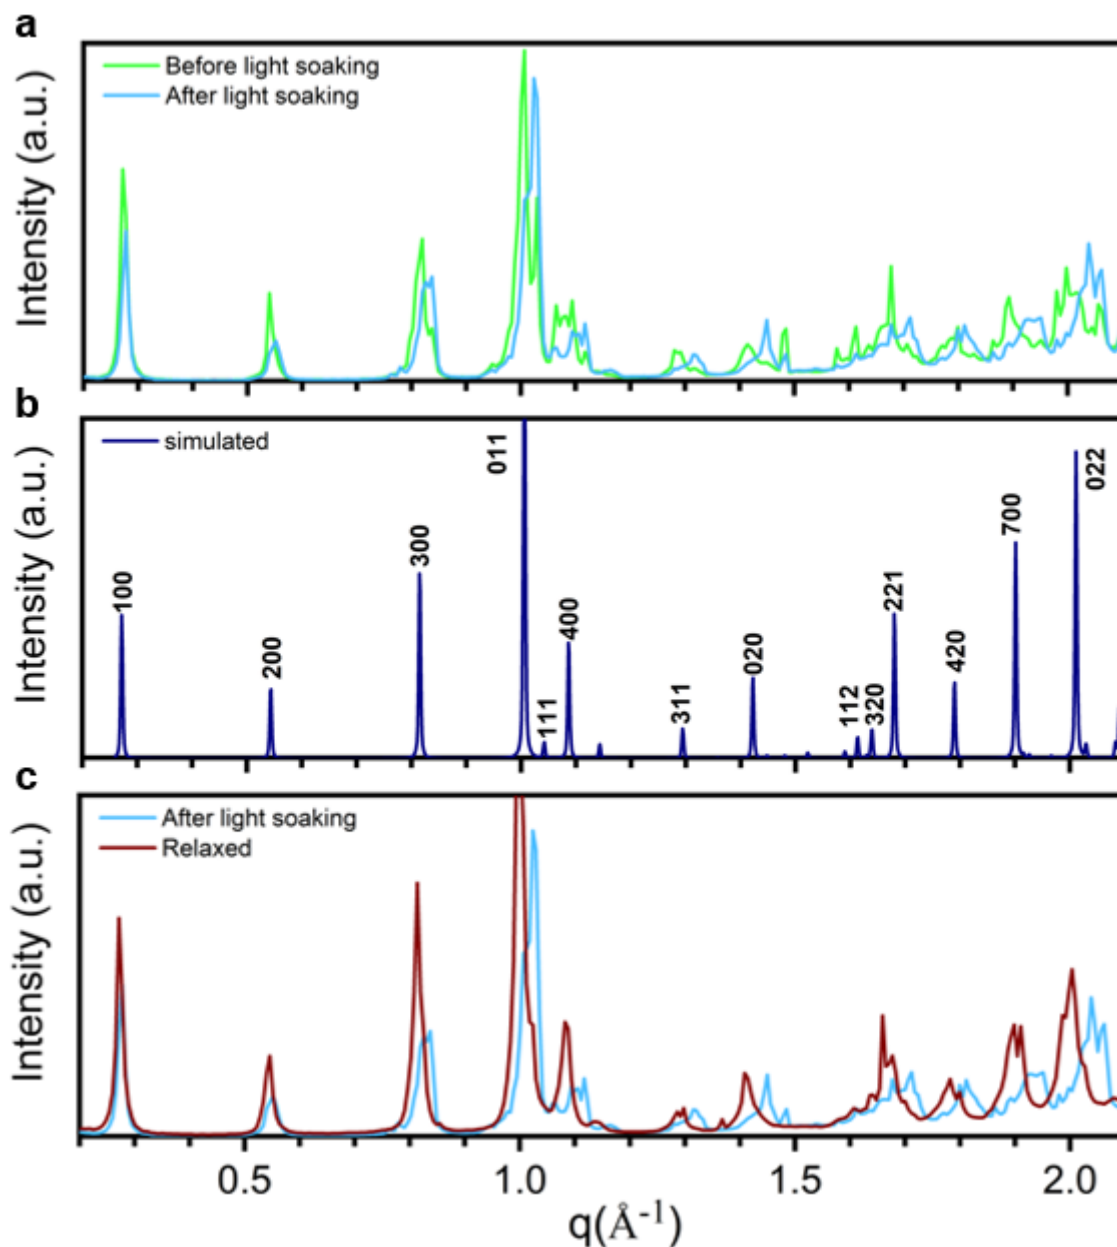 a
Intensity (a.u.)
Before light soaking
After light soaking
b
Intensity (a.u.)
simulated
100
200
300
011
111
400
311
020
112
320
221
420
700
022
c
Intensity (a.u.)
After light soaking
Relaxed
0.5
1.0
1.5
2.0
q(Å⁻¹)